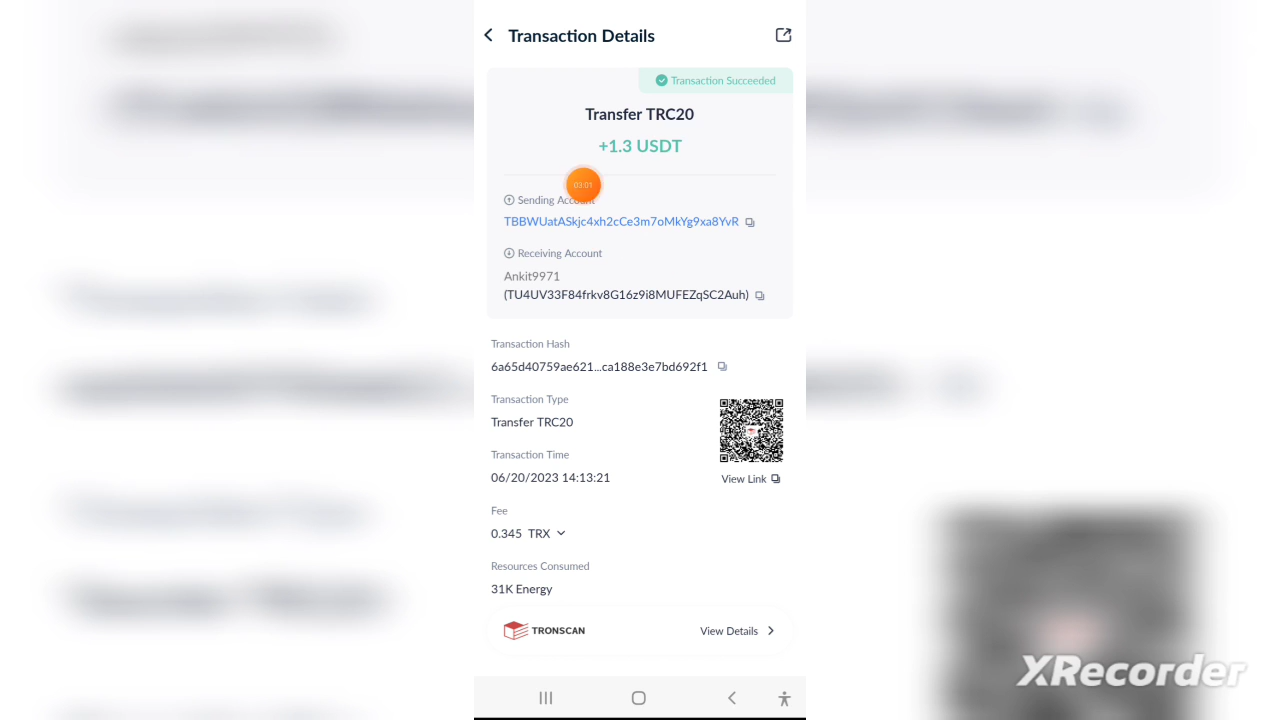 Transaction Details
Transaction Succeeded
Transfer TRC20
+1.3 USDT
03:01
Sending Account
TBBWUatASkjc4xh2cCe3m7oMkYg9xa8YvR
Receiving Account
Ankit9971
(TU4UV33F84frkv8G16z9i8MUFEZqSC2Auh)
Transaction Hash
6a65d40759ae621...ca188e3e7bd692f1
Transaction Type
Transfer TRC20
Transaction Time
06/20/2023 14:13:21
View Link
Fee
0.345 TRX
Resources Consumed
31K Energy
TRONSCAN
View Details
XRecorder